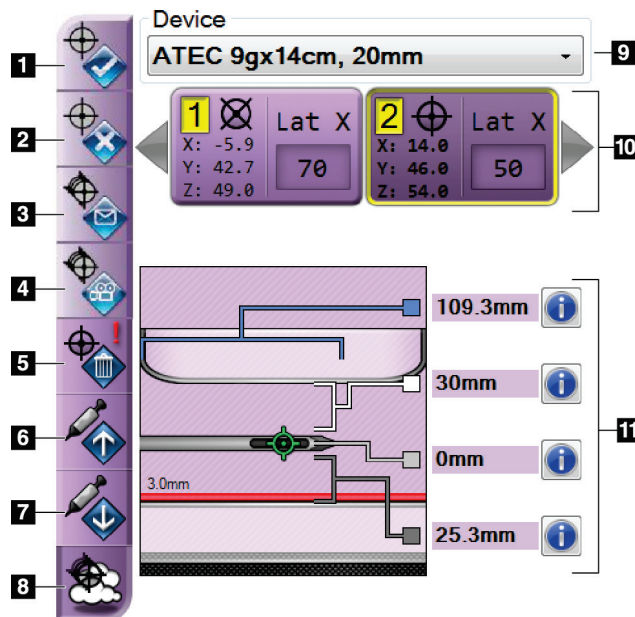 Device
ATEC 9gx14cm, 20mm
1
2
3
4
5
6
7
8
9
10
11
1
Lat X
X: -5.9
Y: 42.7
Z: 49.0
70
2
Lat X
X: 14.0
Y: 46.0
Z: 54.0
50
109.3mm
30mm
0mm
3.0mm
25.3mm
!
i
i
i
i